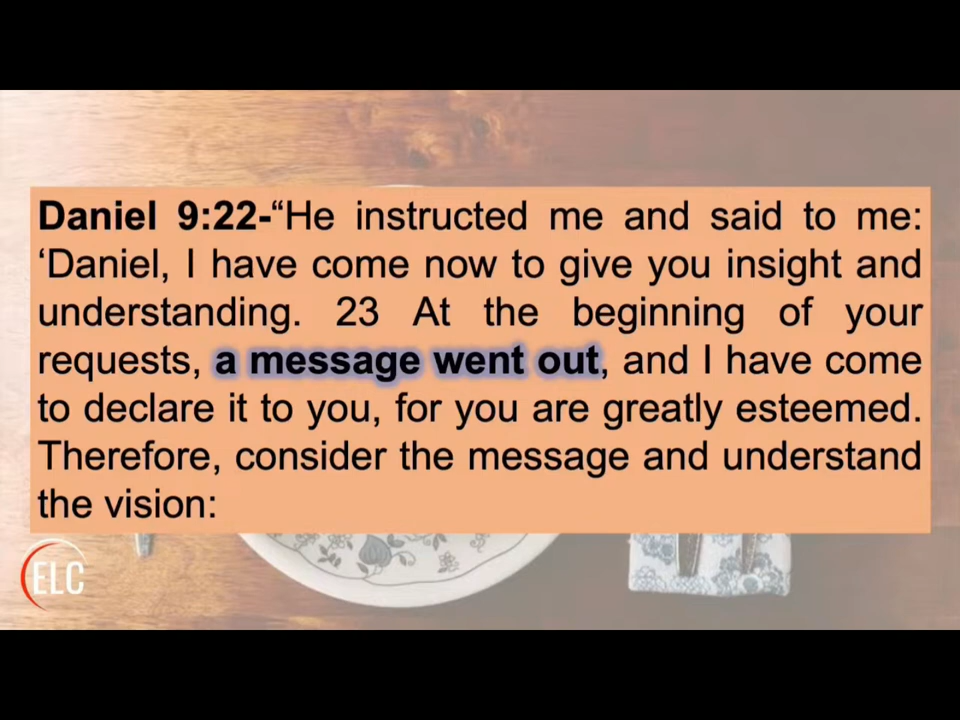 Daniel 9:22-“He instructed me and said to me:
‘Daniel, I have come now to give you insight and
understanding. 23 At the beginning of your
requests, a message went out, and I have come
to declare it to you, for you are greatly esteemed.
Therefore, consider the message and understand
the vision:
ELC